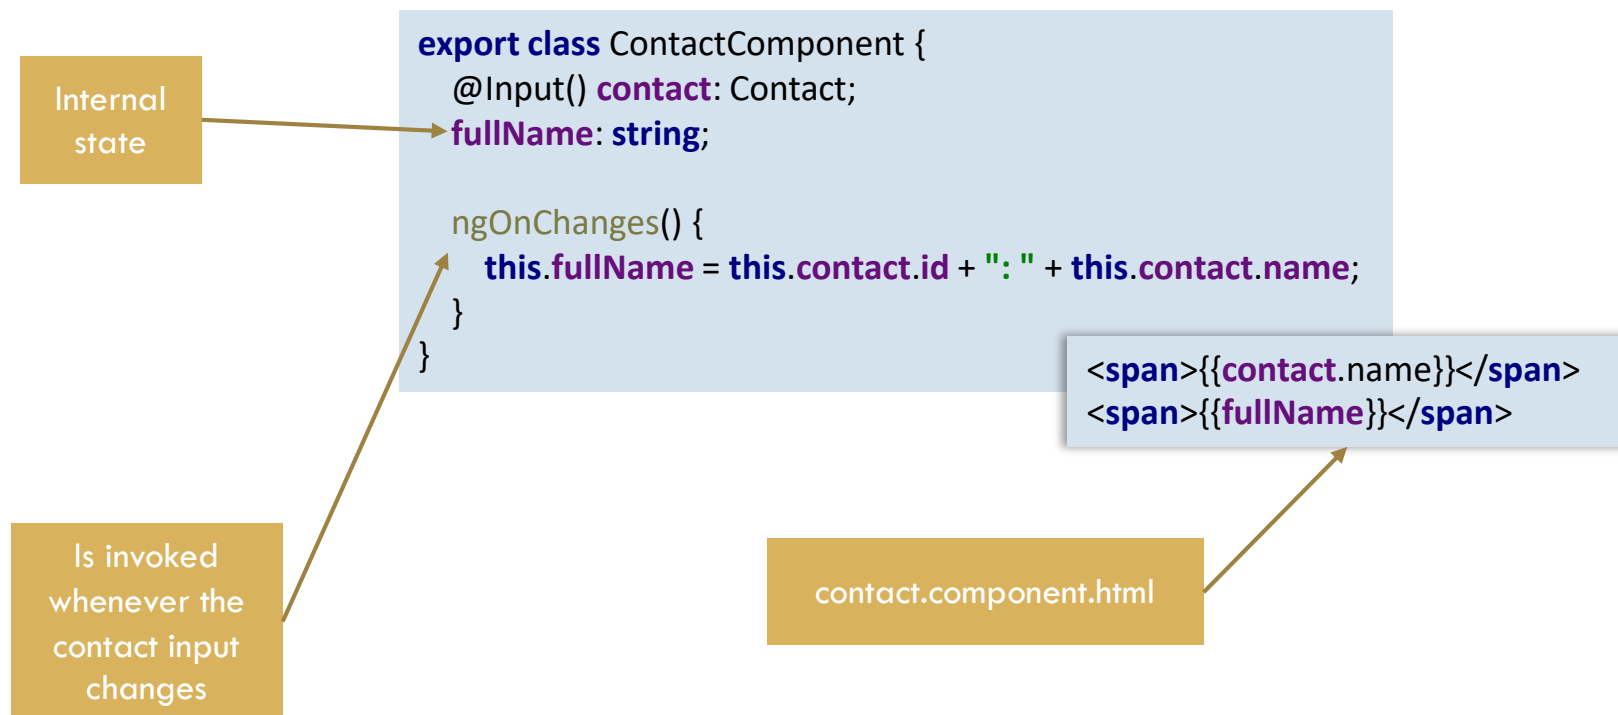 export class ContactComponent {
@Input() contact: Contact;
fullName: string;
ngOnChanges() {
this.fullName = this.contact.id + ": " + this.contact.name;
}
}
Internal
state
<span>{{contact.name}}</span>
<span>{{fullName}}</span>
Is invoked
whenever the
contact input
changes
contact.component.html